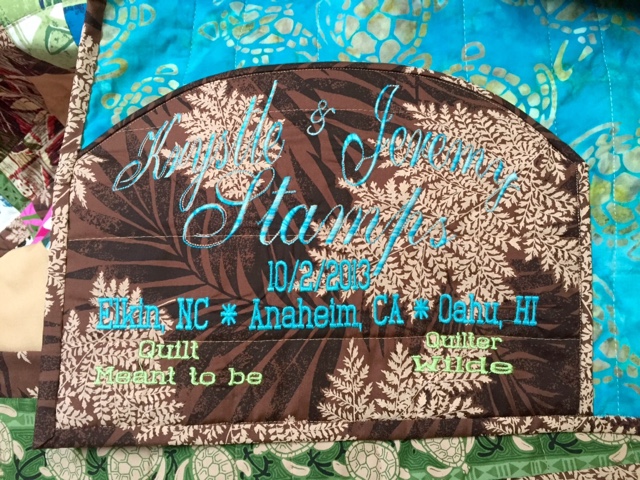 Krystle & Jeremy
Stamps
10/2/2013
Elkin, NC * Anaheim, CA * Oahu, HI
Quilt Quilter
Meant to be Wilde